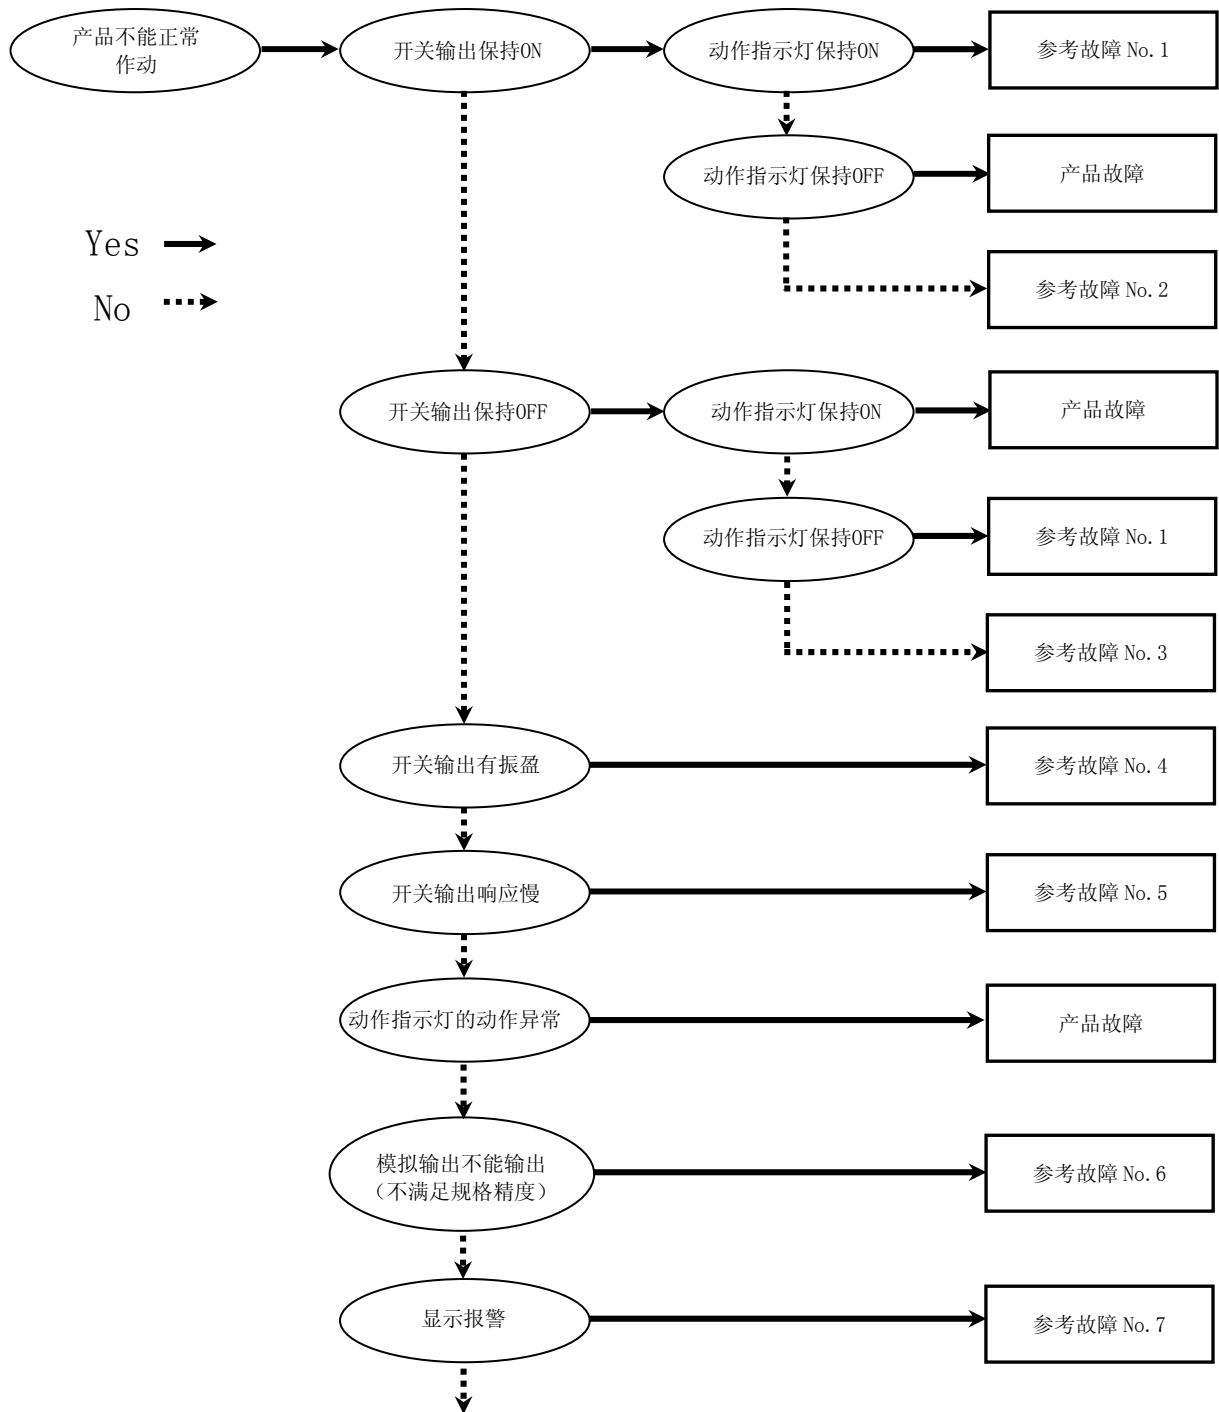 产品不能正常
作动
开关输出保持ON
动作指示灯保持ON
参考故障 No.1
动作指示灯保持OFF
产品故障
Yes
No
参考故障 No.2
开关输出保持OFF
动作指示灯保持ON
产品故障
动作指示灯保持OFF
参考故障 No.1
参考故障 No.3
开关输出有振盈
参考故障 No.4
开关输出响应慢
参考故障 No.5
动作指示灯的动作异常
产品故障
模拟输出不能输出
（不满足规格精度）
参考故障 No.6
显示报警
参考故障 No.7